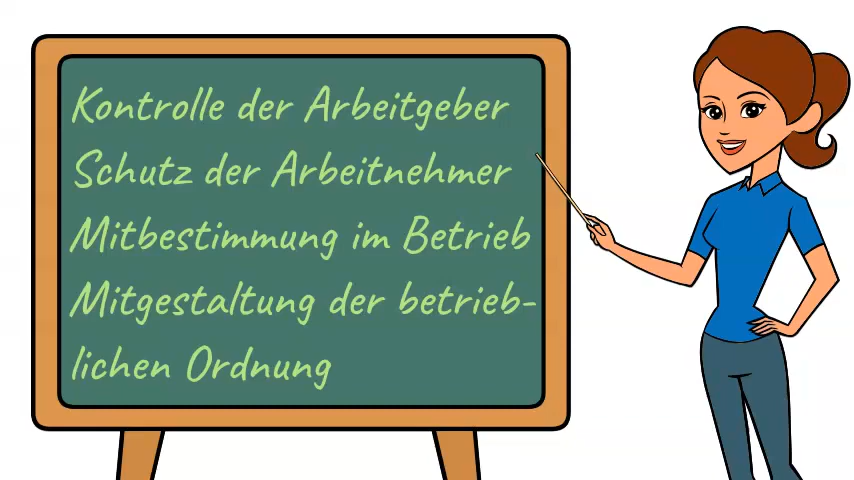 Kontrolle der Arbeitgeber
Schutz der Arbeitnehmer
Mitbestimmung im Betrieb
Mitgestaltung der betrieb-
lichen Ordnung